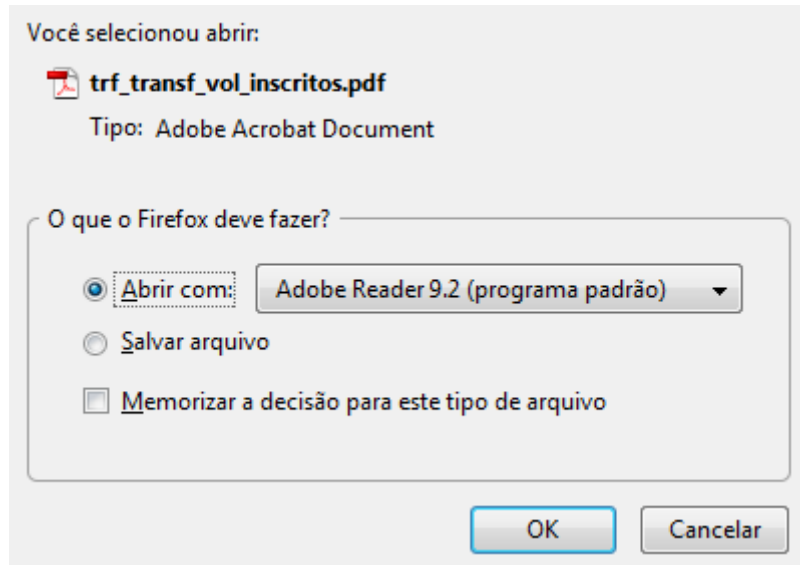 Você selecionou abrir:
trf_transf_vol_inscritos.pdf
Tipo: Adobe Acrobat Document
O que o Firefox deve fazer?
Abrir com: Adobe Reader 9.2 (programa padrão)
Salvar arquivo
Memorizar a decisão para este tipo de arquivo
OK Cancelar